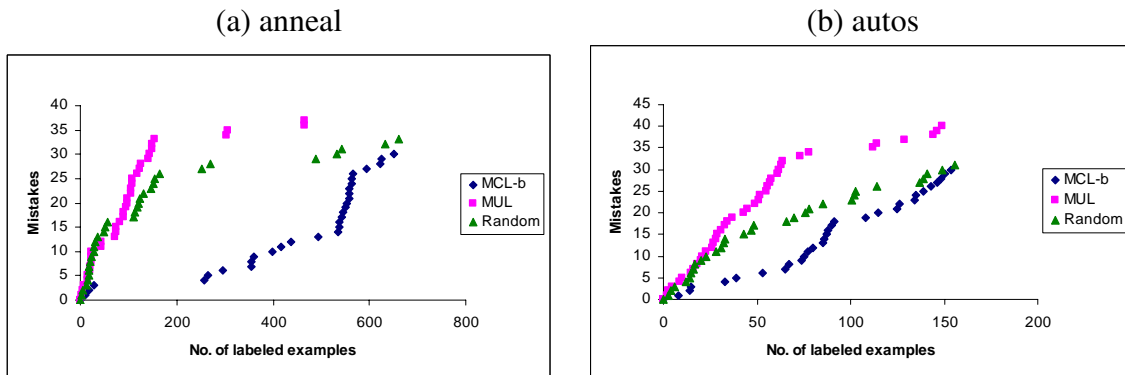 (a) anneal
Mistakes
40
35
30
25
20
15
10
5
0
0 200 400 600 800
No. of labeled examples
MCL-b
MUL
Random
(b) autos
Mistakes
45
40
35
30
25
20
15
10
5
0
0 50 100 150 200
No. of labeled examples
MCL-b
MUL
Random